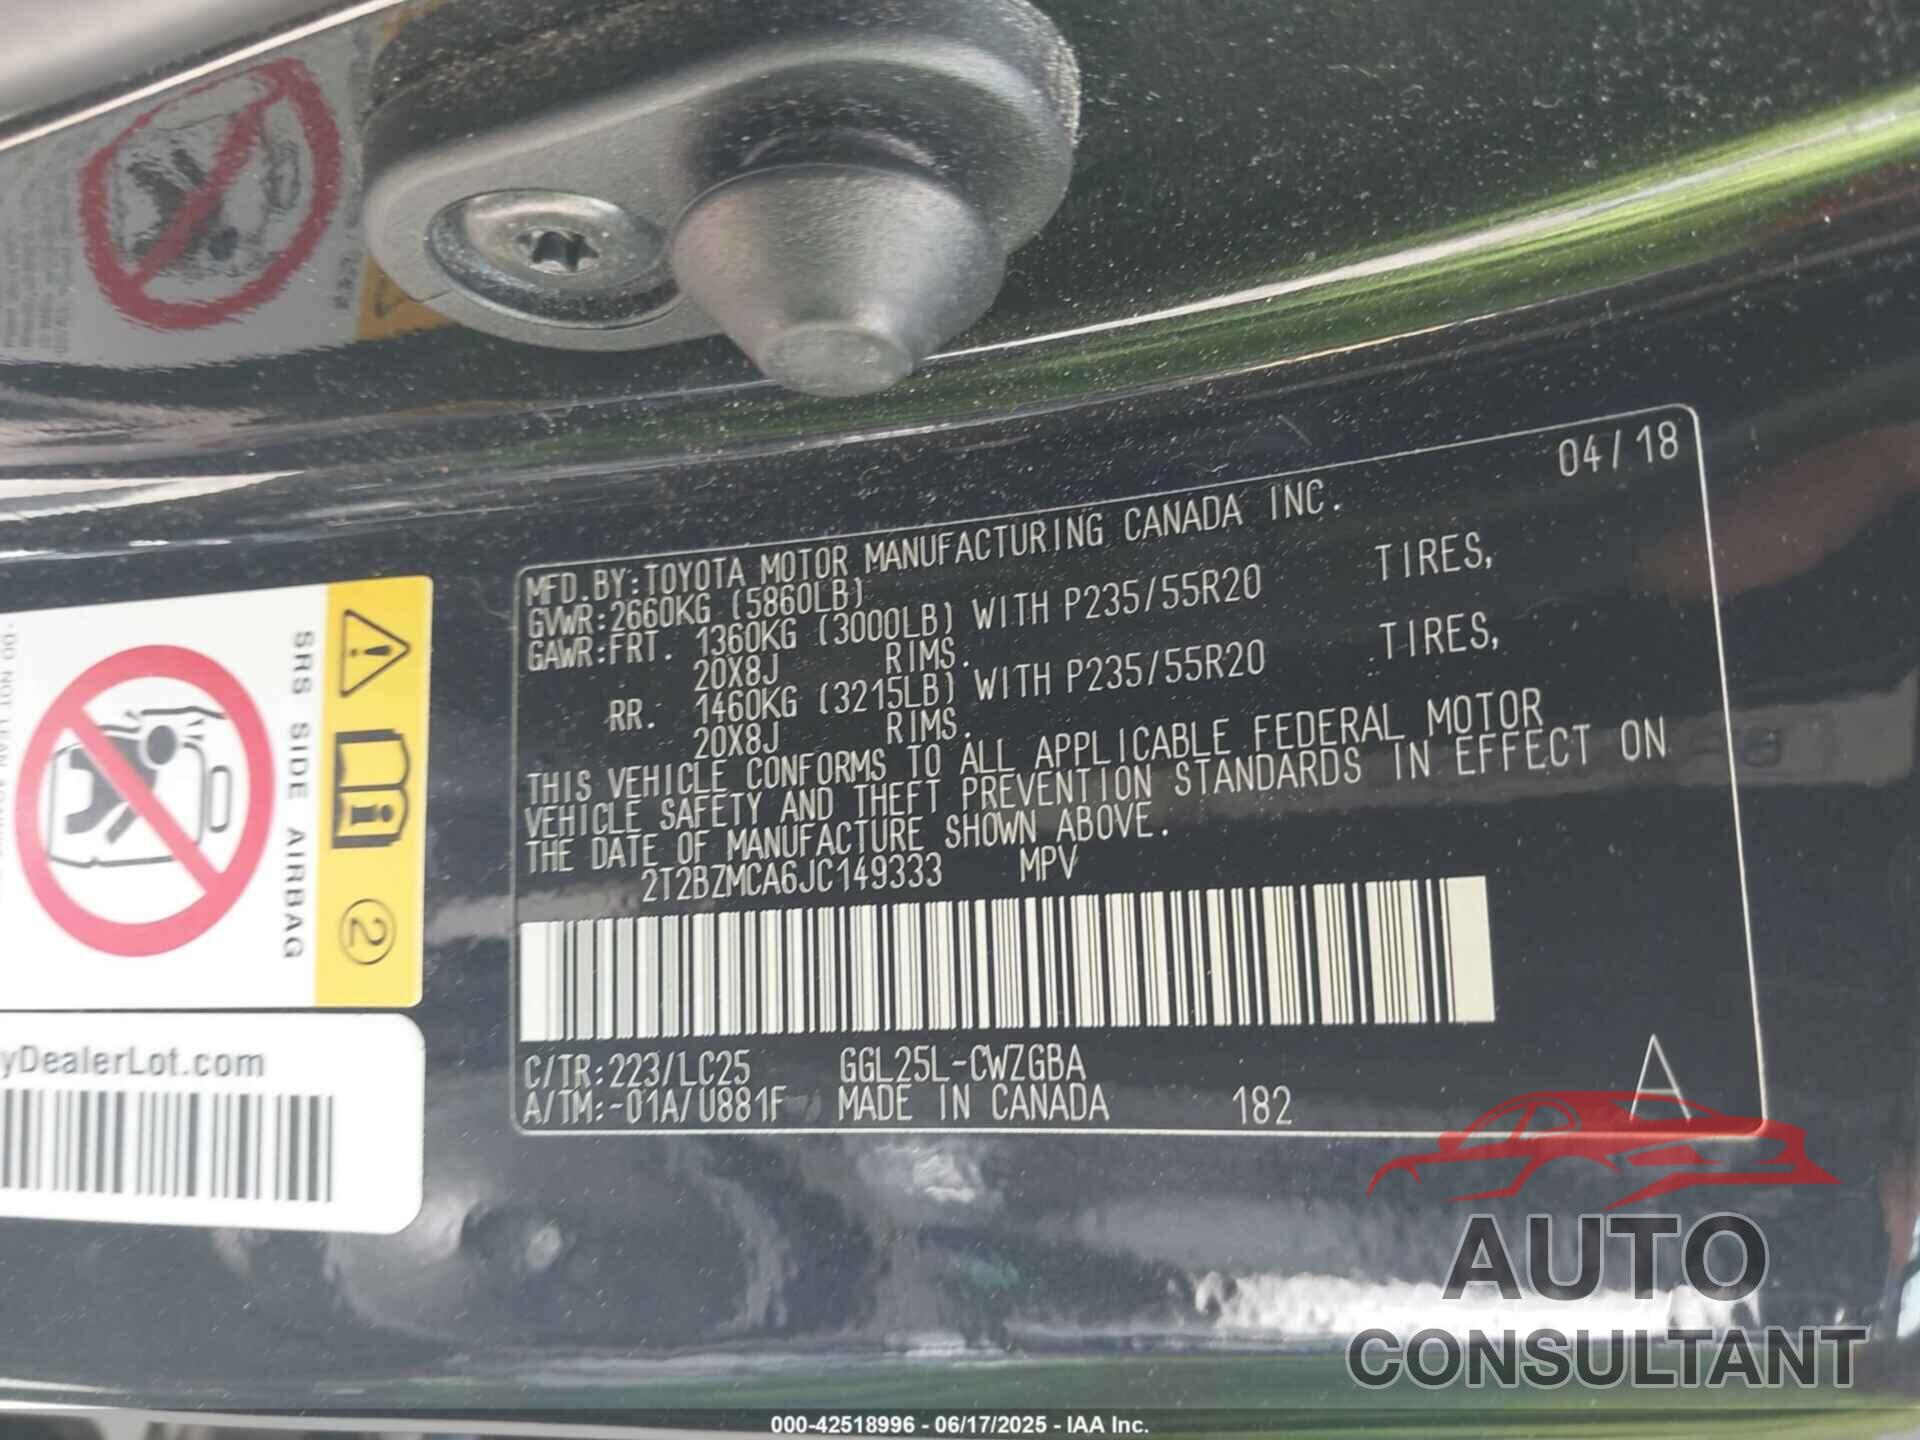 04/18
MFD.BY:TOYOTA MOTOR MANUFACTURING CANADA INC.
GVWR:2660KG (5860LB)
GAWR:FRT. 1360KG (3000LB) WITH P235/55R20 TIRES,
20X8J RIMS.
RR. 1460KG (3215LB) WITH P235/55R20 TIRES,
20X8J RIMS.
THIS VEHICLE CONFORMS TO ALL APPLICABLE FEDERAL MOTOR
VEHICLE SAFETY AND THEFT PREVENTION STANDARDS IN EFFECT ON
THE DATE OF MANUFACTURE SHOWN ABOVE.
2T2BZMCA6JC149333 MPV
C/TR:223/LC25 GGL25L-CWZGBA
A/TM:-01A/U881F MADE IN CANADA 182 A
SRS SIDE AIRBAG
2
yDealerLot.com
AUTO
CONSULTANT
000-42518996 - 06/17/2025 - IAA Inc.